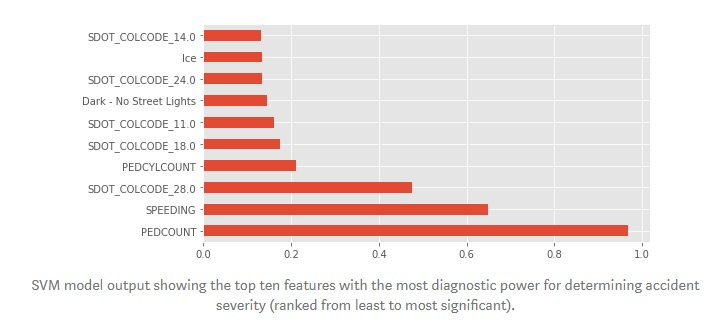 SDOT_COLCODE_14.0
Ice
SDOT_COLCODE_24.0
Dark - No Street Lights
SDOT_COLCODE_11.0
SDOT_COLCODE_18.0
PEDCYLCOUNT
SDOT_COLCODE_28.0
SPEEDING
PEDCOUNT
0.0 0.2 0.4 0.6 0.8 1.0
SVM model output showing the top ten features with the most diagnostic power for determining accident
severity (ranked from least to most significant).